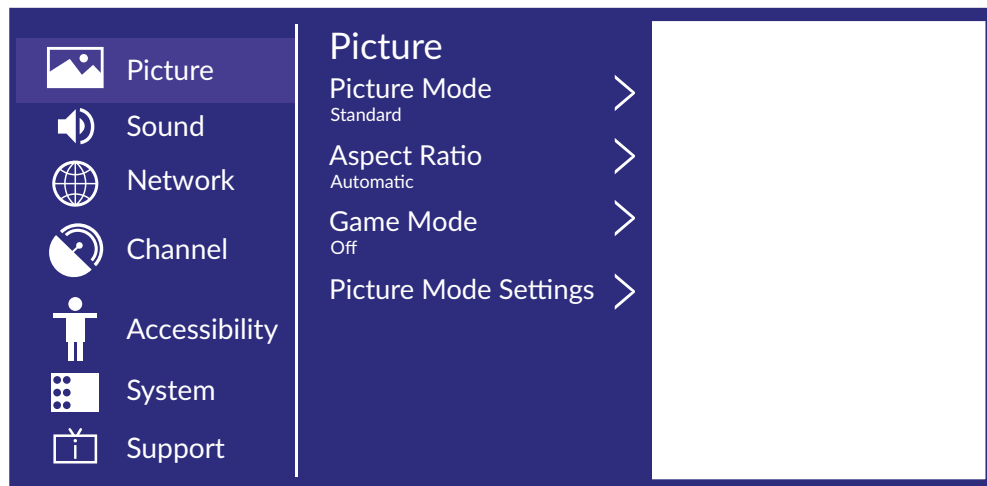 Picture
Sound
Network
Channel
Accessibility
System
i
Support
Picture
Picture Mode
Standard
Aspect Ratio
Automatic
Game Mode
Off
Picture Mode Settings